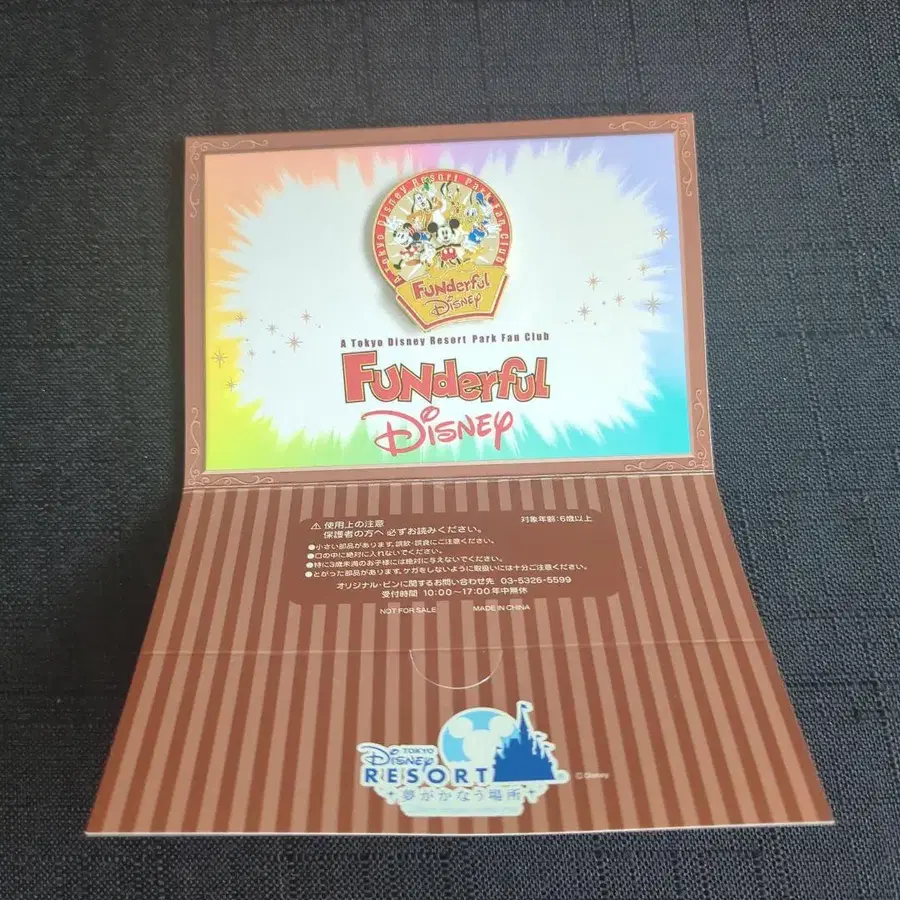 A Tokyo Disney Resort Park Fan Club
FUNderful
Disney
A Tokyo Disney Resort Park Fan Club
FUNderful
Disney
⚠ 使用上の注意
対象年齢:6歳以上
保護者の方へ 必ずお読みください。
●小さい部品があります。誤飲・誤食にご注意ください。
●口の中に絶対に入れないでください。
●特に3歳未満のお子様には絶対に与えないでください。
●とがった部品があります。ケガをしないように取扱いには十分ご注意ください。
オリジナル・ピンに関するお問い合わせ先 03-5326-5599
受付時間 10:00~17:00 年中無休
NOT FOR SALE MADE IN CHINA
TOKYO
Disney
RESORT
夢がかなう場所
© Disney